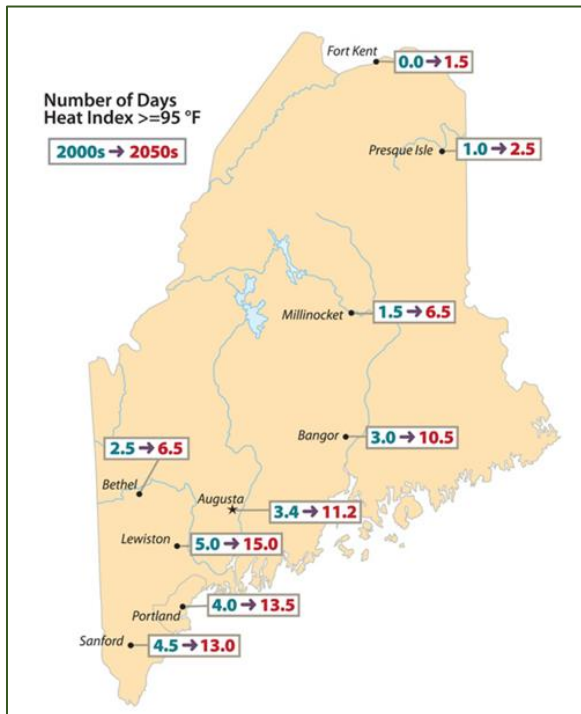 Fort Kent
0.0 → 1.5
Number of Days
Heat Index >=95 °F
2000s → 2050s
Presque Isle
1.0 → 2.5
Millinocket
1.5 → 6.5
Bangor
3.0 → 10.5
2.5 → 6.5
Bethel
Augusta
3.4 → 11.2
Lewiston
5.0 → 15.0
Portland
4.0 → 13.5
Sanford
4.5 → 13.0